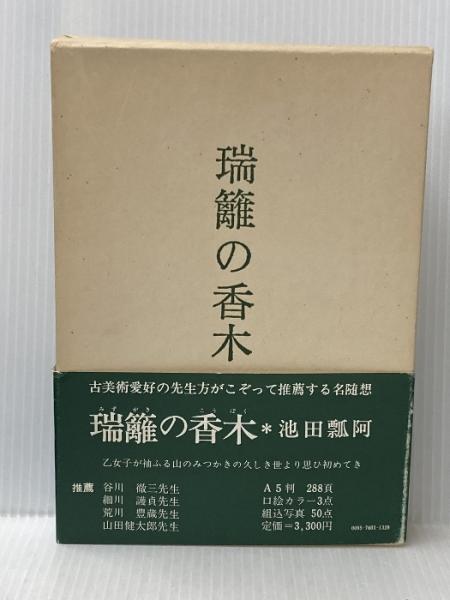 瑞籬の香木
古美術愛好の先生方がこぞって推薦する名随想
みずがき こうぼく
瑞籬の香木*池田瓢阿
乙女子が袖ふる山のみつかきの久しき世より思ひ初めてき
推薦 谷川 徹三先生 A5判 288頁
細川 護貞先生 口絵カラー3点
荒川 豊蔵先生 組込写真 50点
山田健太郎先生 定価=3,300円
0095-7601-1329